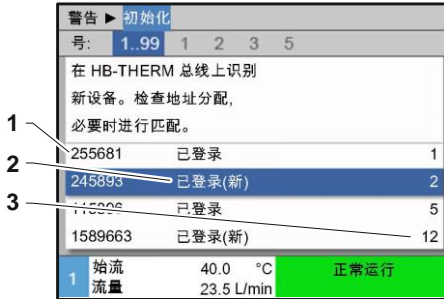 警告 ▶ 初始化
号: 1..99 1 2 3 5
在 HB-THERM 总线上识别
新设备。检查地址分配,
必要时进行匹配。
1
255681 已登录 1
2
245893 已登录(新) 2
3
已登录 5
1589663 已登录(新) 12
1 始流 40.0 °C 正常运行
流量 23.5 L/min